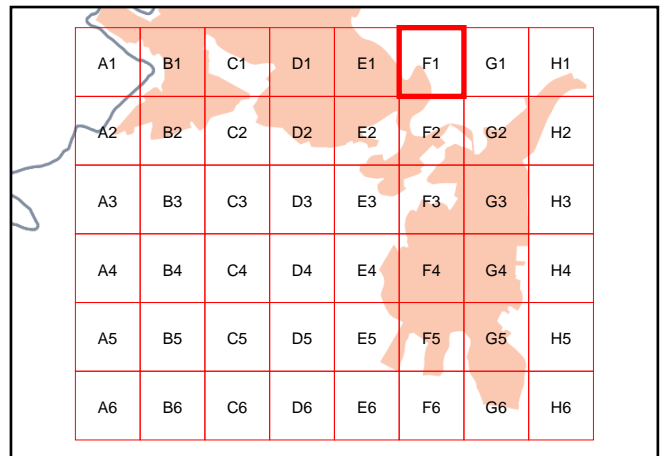 A1 B1 C1 D1 E1 F1 G1 H1
A2 B2 C2 D2 E2 F2 G2 H2
A3 B3 C3 D3 E3 F3 G3 H3
A4 B4 C4 D4 E4 F4 G4 H4
A5 B5 C5 D5 E5 F5 G5 H5
A6 B6 C6 D6 E6 F6 G6 H6